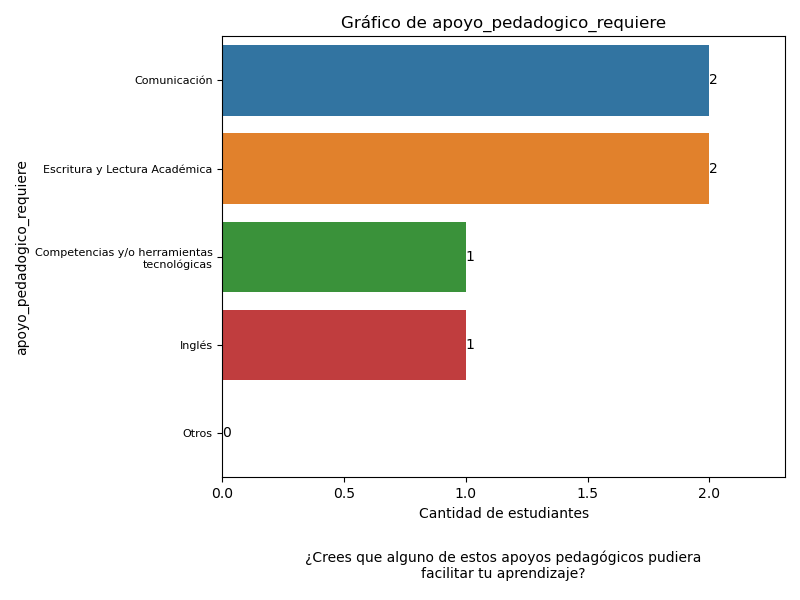 Gráfico de apoyo_pedadogico_requiere
apoyo_pedadogico_requiere
Comunicación
2
Escritura y Lectura Académica
2
Competencias y/o herramientas
tecnológicas
1
Inglés
1
Otros
0
0.0 0.5 1.0 1.5 2.0
Cantidad de estudiantes
¿Crees que alguno de estos apoyos pedagógicos pudiera
facilitar tu aprendizaje?